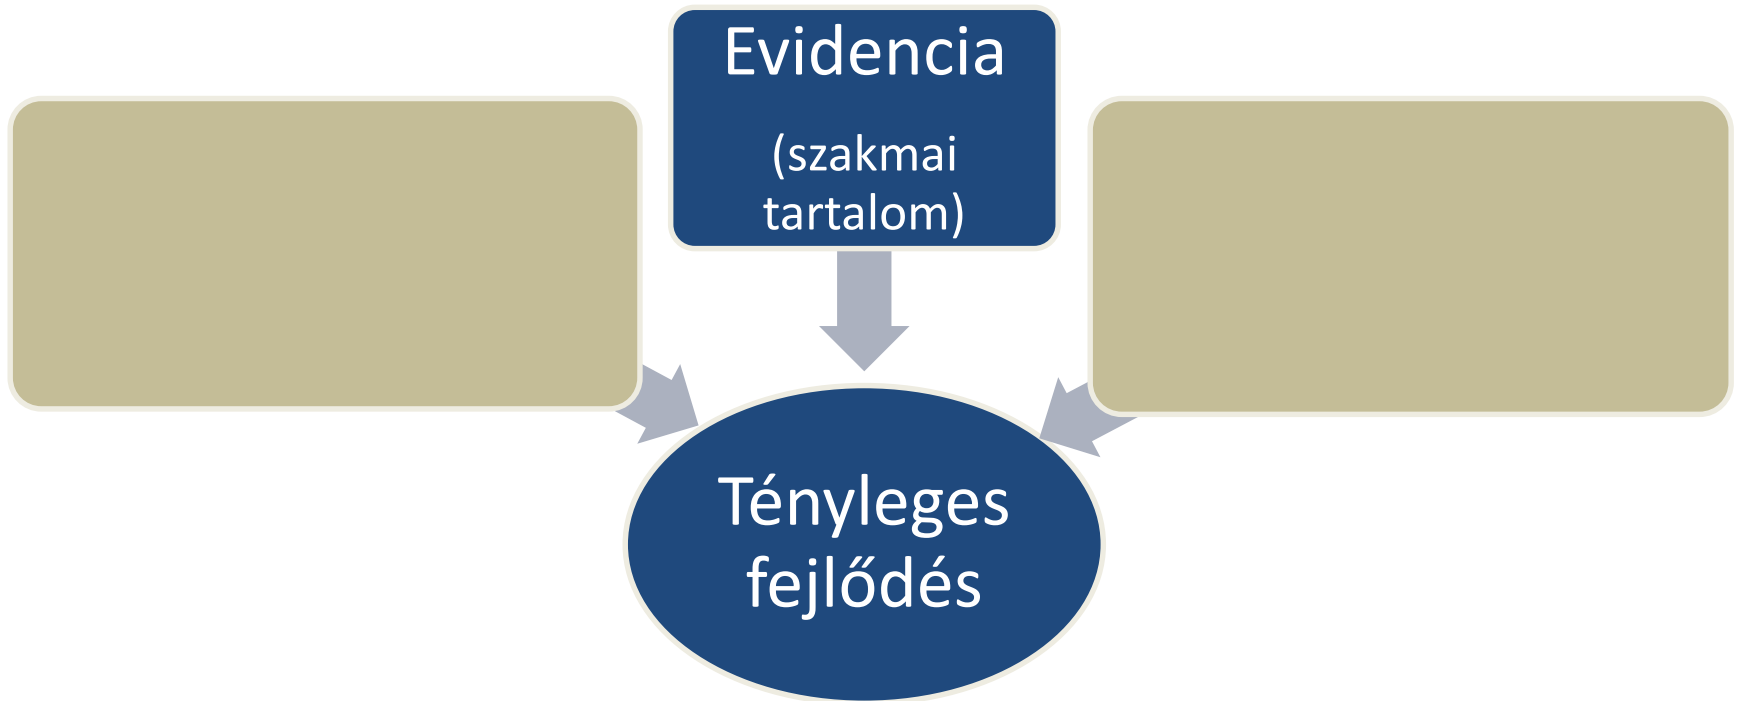 Evidencia
(szakmai
tartalom)
Tényleges
fejlődés